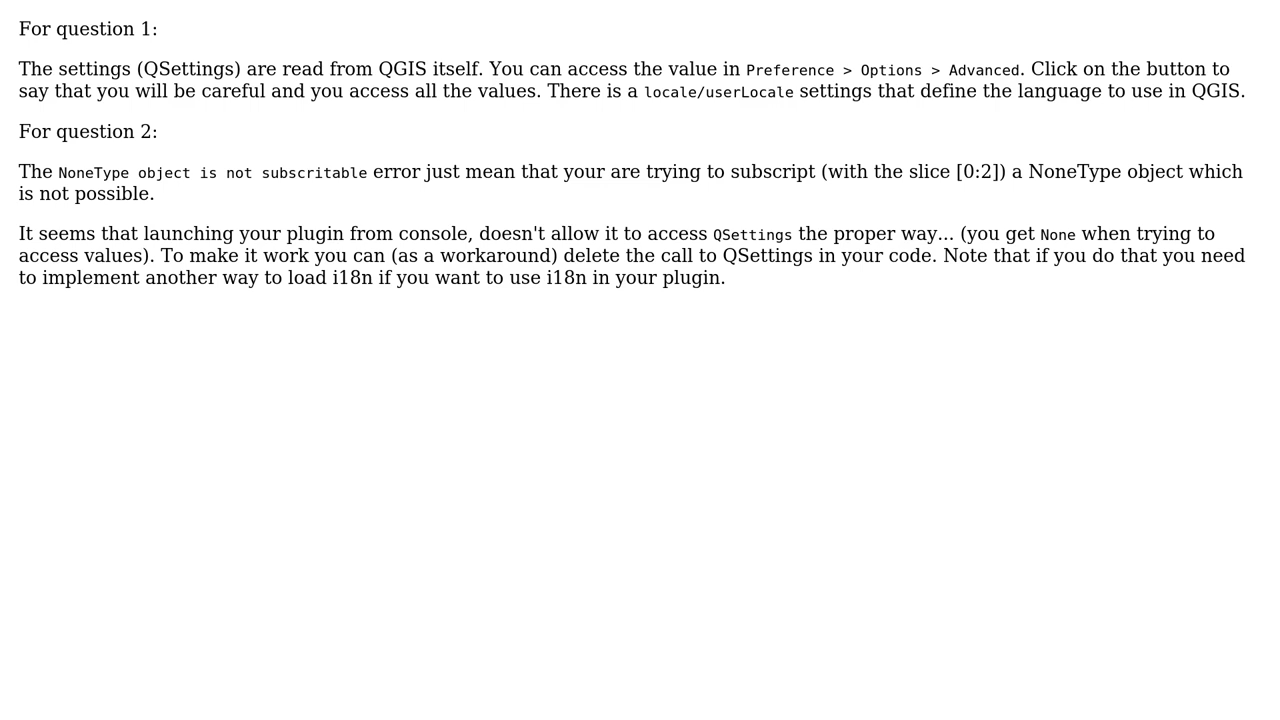 For question 1:
The settings (QSettings) are read from QGIS itself. You can access the value in Preference > Options > Advanced. Click on the button to
say that you will be careful and you access all the values. There is a locale/userLocale settings that define the language to use in QGIS.
For question 2:
The NoneType object is not subscritable error just mean that your are trying to subscript (with the slice [0:2]) a NoneType object which
is not possible.
It seems that launching your plugin from console, doesn't allow it to access QSettings the proper way... (you get None when trying to
access values). To make it work you can (as a workaround) delete the call to QSettings in your code. Note that if you do that you need
to implement another way to load i18n if you want to use i18n in your plugin.